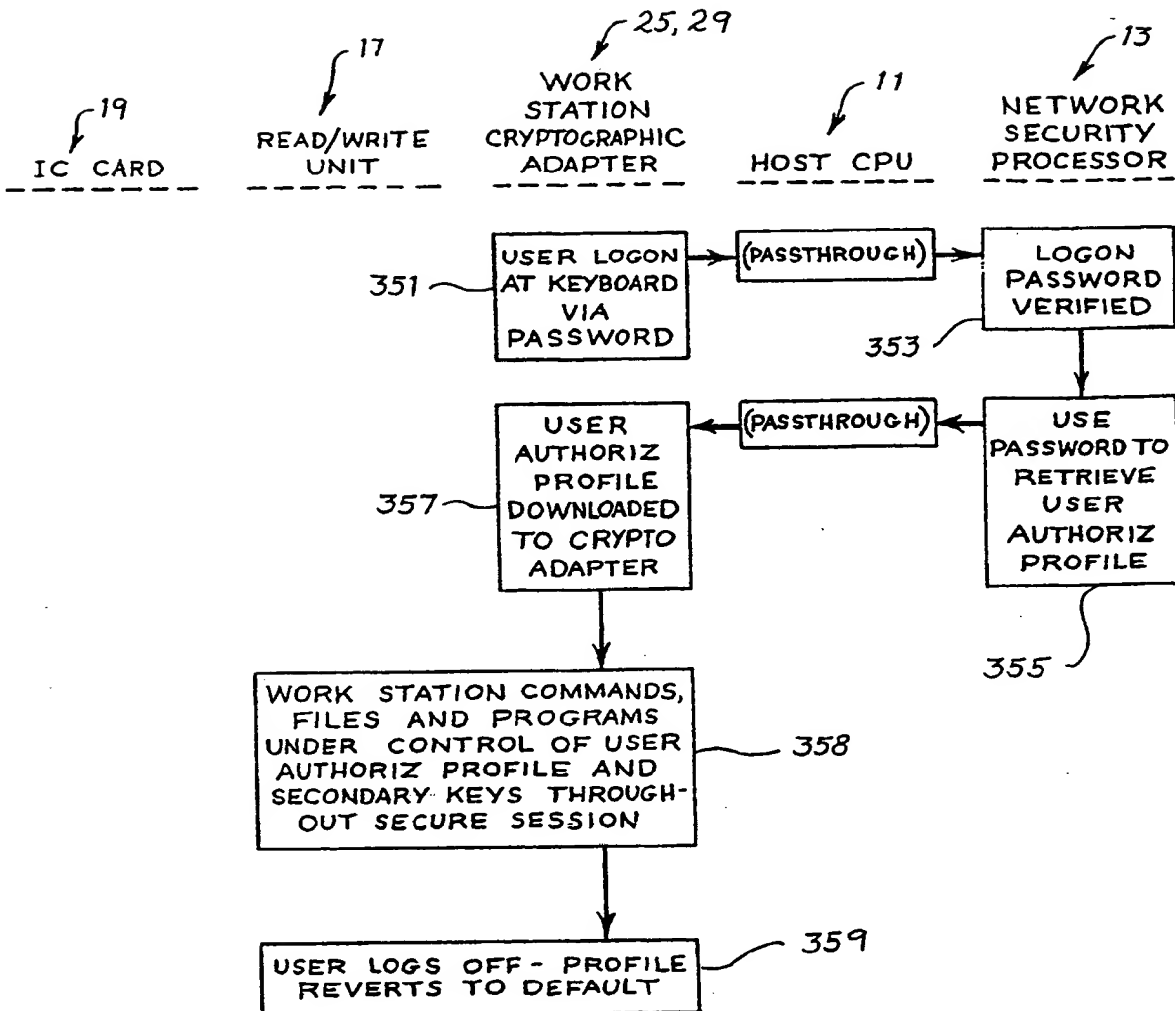 19
IC CARD
17
READ/WRITE
UNIT
25, 29
WORK
STATION
CRYPTOGRAPHIC
ADAPTER
11
HOST CPU
13
NETWORK
SECURITY
PROCESSOR
351
USER LOGON
AT KEYBOARD
VIA
PASSWORD
(PASSTHROUGH)
LOGON
PASSWORD
VERIFIED
353
USE
PASSWORD TO
RETRIEVE
USER
AUTHORIZ
PROFILE
355
(PASSTHROUGH)
USER
AUTHORIZ
PROFILE
DOWNLOADED
TO CRYPTO
ADAPTER
357
WORK STATION COMMANDS,
FILES AND PROGRAMS
UNDER CONTROL OF USER
AUTHORIZ PROFILE AND
SECONDARY KEYS THROUGH-
OUT SECURE SESSION
358
USER LOGS OFF - PROFILE
REVERTS TO DEFAULT
359